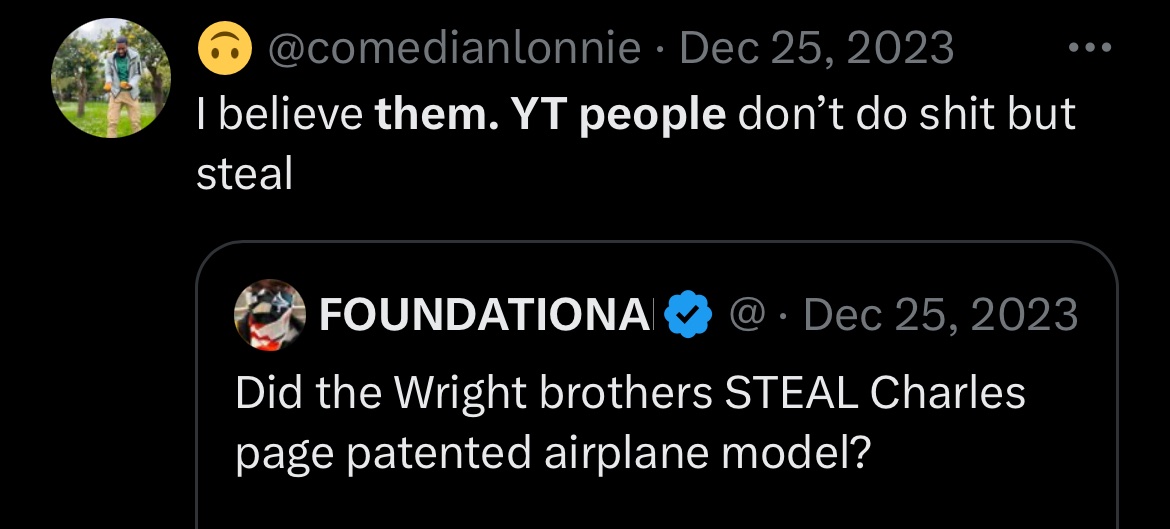 🙃 @comedianlonnie · Dec 25, 2023
I believe them. YT people don’t do shit but
steal
FOUNDATIONA @ · Dec 25, 2023
Did the Wright brothers STEAL Charles
page patented airplane model?